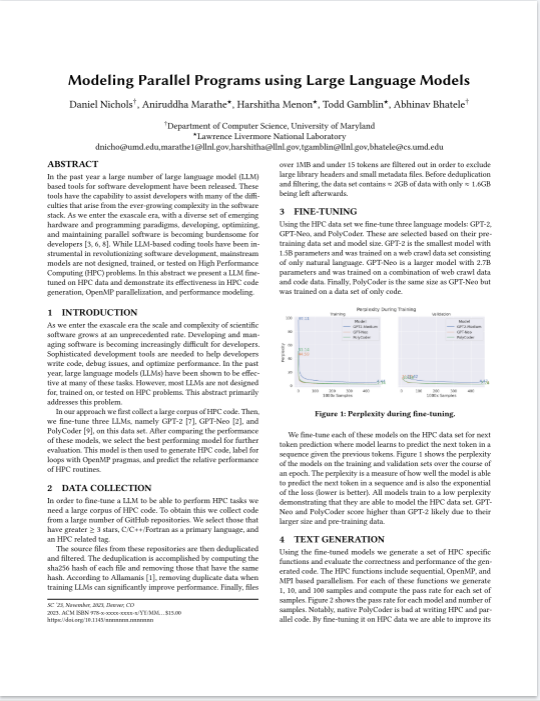 Modeling Parallel Programs using Large Language Models
Daniel Nichols†, Aniruddha Marathe★, Harshitha Menon★, Todd Gamblin★, Abhinav Bhatele†
†Department of Computer Science, University of Maryland
★Lawrence Livermore National Laboratory
dnicho@umd.edu,marathe1@llnl.gov,harshitha@llnl.gov,tgamblin@llnl.gov,bhatele@cs.umd.edu
ABSTRACT
In the past year a large number of large language model (LLM)
based tools for software development have been released. These
tools have the capability to assist developers with many of the diffi-
culties that arise from the ever-growing complexity in the software
stack. As we enter the exascale era, with a diverse set of emerging
hardware and programming paradigms, developing, optimizing,
and maintaining parallel software is becoming burdensome for
developers [3, 6, 8]. While LLM-based coding tools have been in-
strumental in revolutionizing software development, mainstream
models are not designed, trained, or tested on High Performance
Computing (HPC) problems. In this abstract we present a LLM fine-
tuned on HPC data and demonstrate its effectiveness in HPC code
generation, OpenMP parallelization, and performance modeling.
1 INTRODUCTION
As we enter the exascale era the scale and complexity of scientific
software grows at an unprecedented rate. Developing and man-
aging software is becoming increasingly difficult for developers.
Sophisticated development tools are needed to help developers
write code, debug issues, and optimize performance. In the past
year, large language models (LLMs) have been shown to be effec-
tive at many of these tasks. However, most LLMs are not designed
for, trained on, or tested on HPC problems. This abstract primarily
addresses this problem.
In our approach we first collect a large corpus of HPC code. Then,
we fine-tune three LLMs, namely GPT-2 [7], GPT-Neo [2], and
PolyCoder [9], on this data set. After comparing the performance
of these models, we select the best performing model for further
evaluation. This model is then used to generate HPC code, label for
loops with OpenMP pragmas, and predict the relative performance
of HPC routines.
2 DATA COLLECTION
In order to fine-tune a LLM to be able to perform HPC tasks we
need a large corpus of HPC code. To obtain this we collect code
from a large number of GitHub repositories. We select those that
have greater ≥ 3 stars, C/C++/Fortran as a primary language, and
an HPC related tag.
The source files from these repositories are then deduplicated
and filtered. The deduplication is accomplished by computing the
sha256 hash of each file and removing those that have the same
hash. According to Allamanis [1], removing duplicate data when
training LLMs can significantly improve performance. Finally, files
SC '23, November, 2023, Denver, CO
2023. ACM ISBN 978-x-xxxx-xxxx-x/YY/MM...$15.00
https://doi.org/10.1145/nnnnnnn.nnnnnnn
over 1MB and under 15 tokens are filtered out in order to exclude
large library headers and small metadata files. Before deduplication
and filtering, the data set contains ≈ 2GB of data with only ≈ 1.6GB
being left afterwards.
3 FINE-TUNING
Using the HPC data set we fine tune three language models: GPT-2,
GPT-Neo, and PolyCoder. These are selected based on their pre-
training data set and model size. GPT-2 is the smallest model with
1.5B parameters and was trained on a web crawl data set consisting
of only natural language. GPT-Neo is a larger model with 2.7B
parameters and was trained on a combination of web crawl data
and code data. Finally, PolyCoder is the same size as GPT-Neo but
was trained on a data set of only code.
Perplexity During Training
Training
Validation
Perplexity
Model
GPT2-Medium
GPT-Neo
PolyCoder
Model
GPT2-Medium
GPT-Neo
PolyCoder
Figure 1: Perplexity during fine-tuning.
We fine-tune each of these models on the HPC data set for next
token prediction where model learns to predict the next token in a
sequence given the previous tokens. Figure 1 shows the perplexity
of the models on the training and validation sets over the course of
an epoch. The perplexity is a measure of how well the model is able
to predict the next token in a sequence and is also the exponential
of the loss (lower is better). All models train to a low perplexity
demonstrating that they are able to model the HPC data set. GPT-
Neo and PolyCoder score higher than GPT-2 likely due to their
larger size and pre-training data.
4 TEXT GENERATION
Using the fine-tuned models we generate a set of HPC specific
functions and evaluate the correctness and performance of the gen-
erated code. The HPC functions include sequential, OpenMP, and
MPI based parallelism. For each of these functions we generate
1, 10, and 100 samples and compute the pass rate for each set of
samples. Figure 2 shows the pass rate for each model and number of
samples. Notably, native PolyCoder is bad at writing HPC and par-
allel code. By fine-tuning it on HPC data we are able to improve its